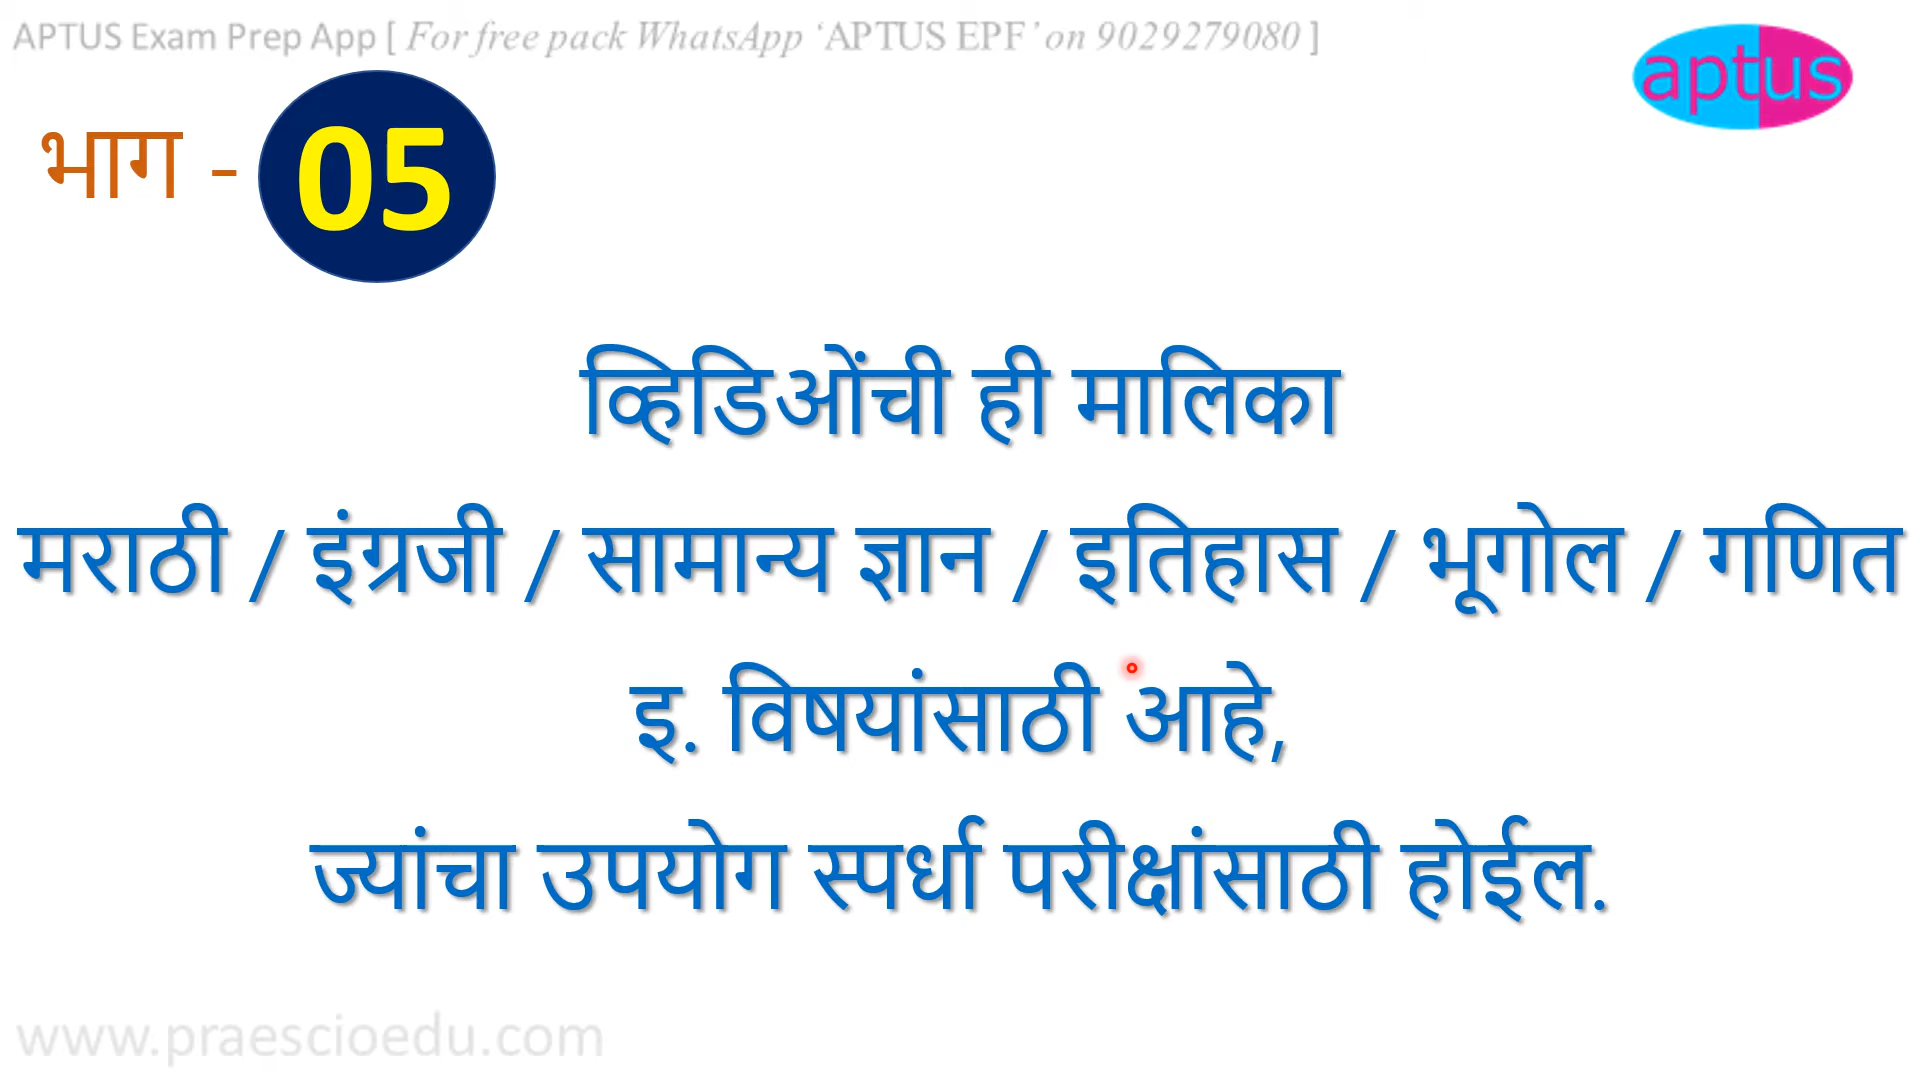 APTUS Exam Prep App [ For free pack WhatsApp ‘APTUS EPF’ on 9029279080 ]
aptus
भाग - 05
व्हिडिओंची ही मालिका
मराठी / इंग्रजी / सामान्य ज्ञान / इतिहास / भूगोल / गणित
इ. विषयांसाठी आहे,
ज्यांचा उपयोग स्पर्धा परीक्षांसाठी होईल.
www.praescioedu.com